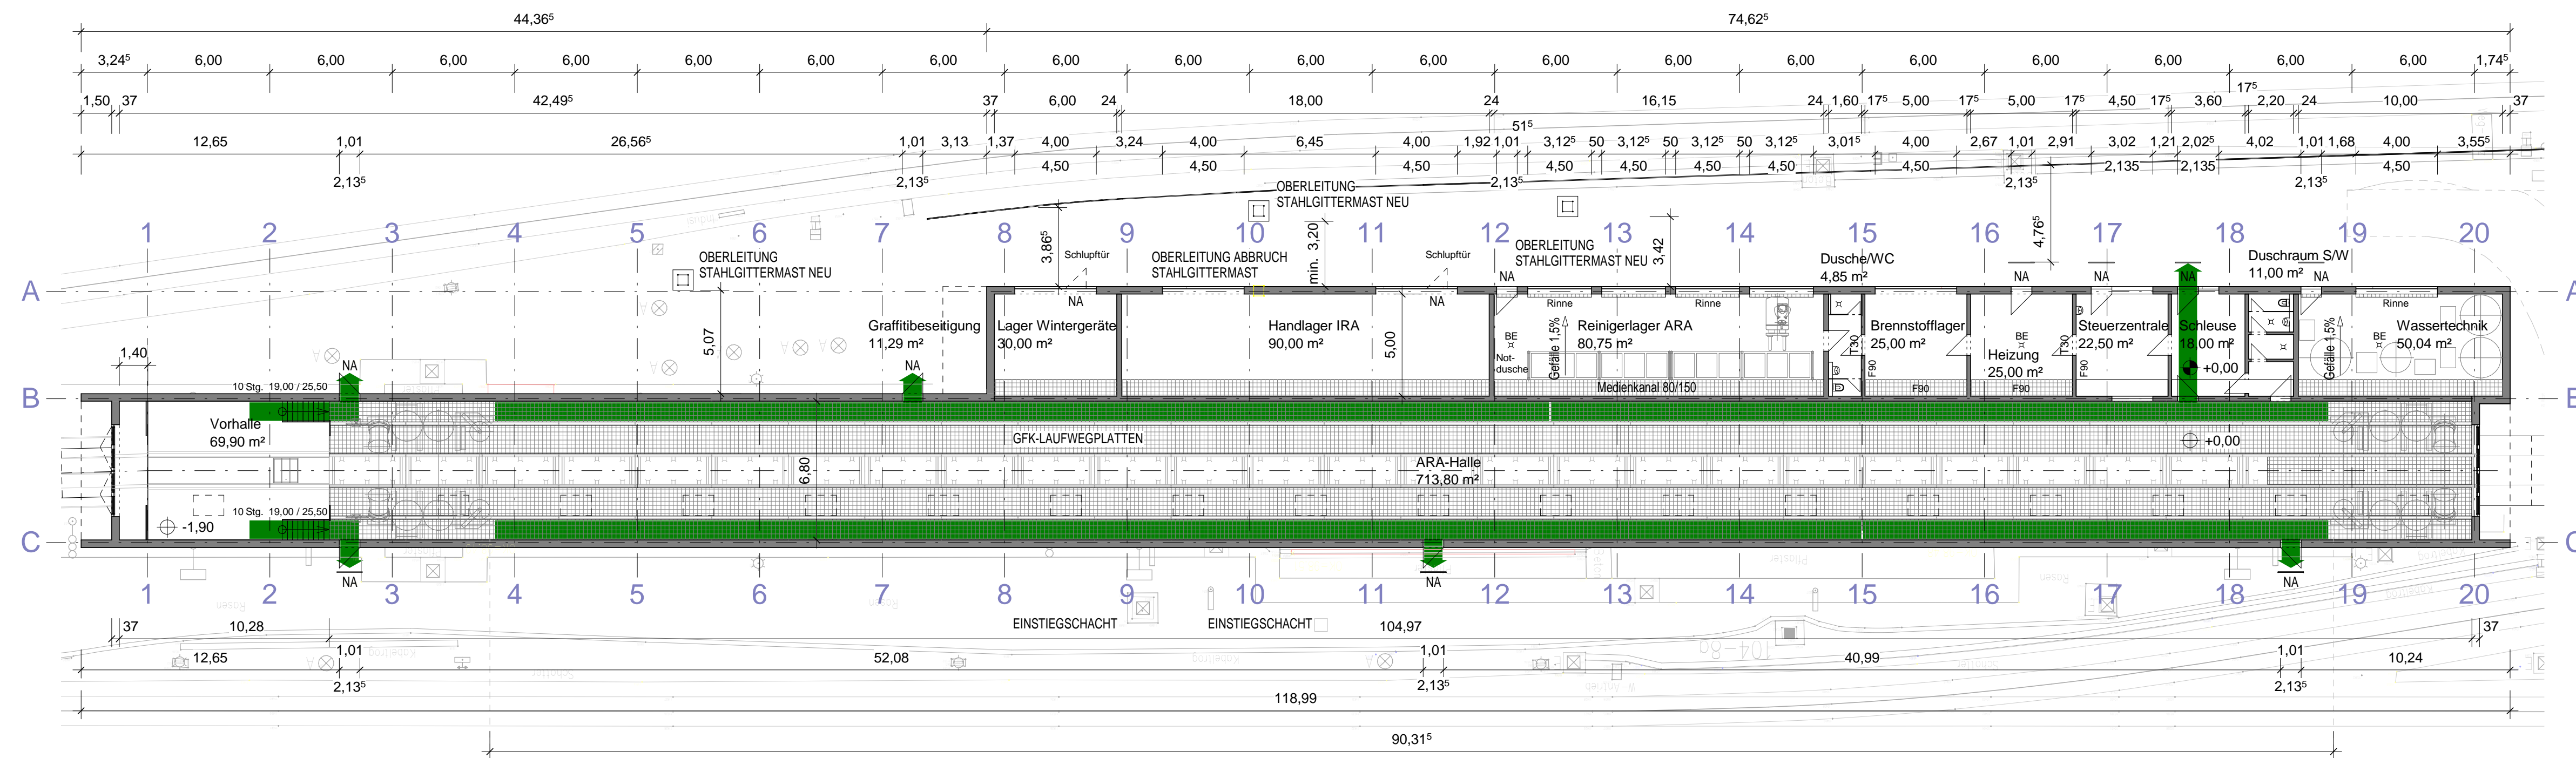 44,36⁵ 74,62⁵
3,24⁵ 6,00 6,00 6,00 6,00 6,00 6,00 6,00 6,00 6,00 6,00 6,00 6,00 6,00 6,00 6,00 6,00 6,00 6,00 6,00 1,74⁵
17⁵
1,50 37 42,49⁵ 37 6,00 24 18,00 24 16,15 24 1,60 17⁵ 5,00 17⁵ 5,00 17⁵ 4,50 17⁵ 3,60 2,20 24 10,00 37
51⁵
12,65 1,01 26,56⁵ 1,01 3,13 1,37 4,00 3,24 4,00 6,45 4,00 1,92 1,01 3,12⁵ 50 3,12⁵ 50 3,12⁵ 50 3,12⁵ 3,01⁵ 4,00 2,67 1,01 2,91 3,02 1,21 2,02⁵ 4,02 1,01 1,68 4,00 3,55⁵
4,50 4,50 4,50 4,50 4,50 4,50 4,50 4,50 2,135 2,135 4,50
2,13⁵ 2,13⁵ 2,13⁵ 2,13⁵ 2,13⁵
OBERLEITUNG
STAHLGITTERMAST NEU
1 2 3 4 5 6 7 8 9 10 11 12 13 14 15 16 17 18 19 20
3,86⁵
min. 3,20
3,42
4,76⁵
OBERLEITUNG
STAHLGITTERMAST NEU
Schlupftür
OBERLEITUNG ABBRUCH
STAHLGITTERMAST
Schlupftür
OBERLEITUNG
STAHLGITTERMAST NEU
Dusche/WC
4,85 m²
Duschraum S/W
11,00 m²
NA NA NA NA NA
A A
NA NA
Rinne Rinne Rinne
5,07
Graffitibeseitigung
11,29 m²
Lager Wintergeräte
30,00 m²
Handlager IRA
90,00 m²
5,00
BE
Not-
dusche
Gefälle 1,5%
Reinigerlager ARA
80,75 m²
Medienkanal 80/150
T30
F90
Brennstofflager
25,00 m²
F90
BE
Heizung
25,00 m²
F90
T30
F90
Steuerzentrale
22,50 m²
Schleuse
18,00 m²
+0,00
Gefälle 1,5%
BE
Wassertechnik
50,04 m²
1,40
NA NA
10 Stg. 19,00 / 25,50
B B
Vorhalle
69,90 m²
GFK-LAUFWEGPLATTEN
+0,00
6,80
ARA-Halle
713,80 m²
10 Stg. 19,00 / 25,50
-1,90
C C
NA NA NA
1 2 3 4 5 6 7 8 9 10 11 12 13 14 15 16 17 18 19 20
EINSTIEGSCHACHT EINSTIEGSCHACHT
37 10,28 104,97 37
104-8a
12,65 1,01 52,08 1,01 40,99 1,01 10,24
2,13⁵ 2,13⁵ 2,13⁵
118,99
90,31⁵